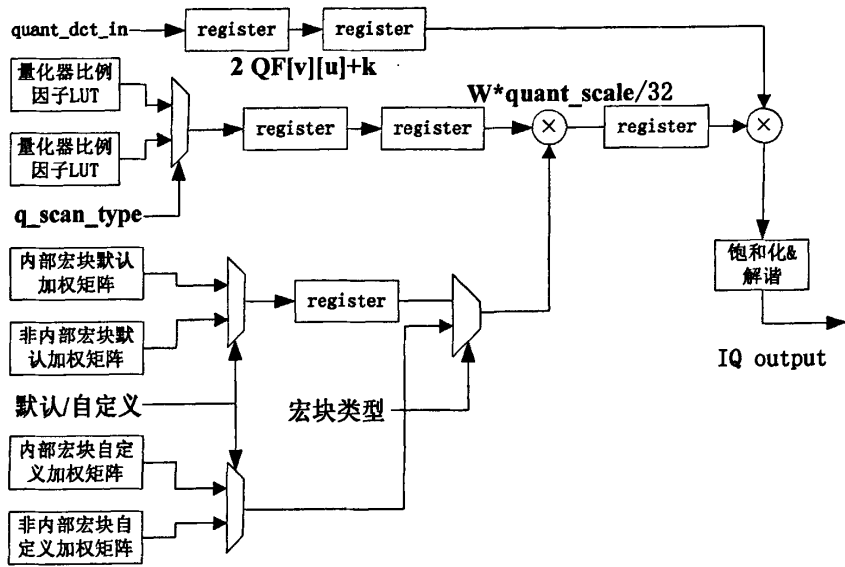 quant_dct_in
register
register
2 QF[v][u]+k
量化器比例
因子LUT
W*quant_scale/32
register
register
×
register
×
量化器比例
因子LUT
q_scan_type
内部宏块默认
加权矩阵
register
饱和化&
解谐
非内部宏块默
认加权矩阵
IQ output
默认/自定义
宏块类型
内部宏块自定
义加权矩阵
非内部宏块自
定义加权矩阵